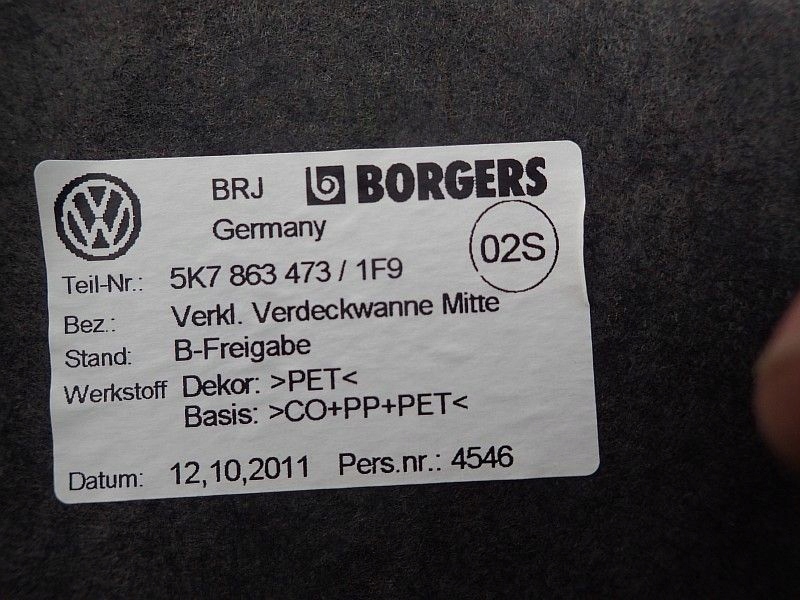 BRJ BORGERS
Germany
02S
Teil-Nr.: 5K7 863 473 / 1F9
Bez.: Verkl. Verdeckwanne Mitte
Stand: B-Freigabe
Werkstoff Dekor: >PET<
Basis: >CO+PP+PET<
Datum: 12,10,2011 Pers.nr.: 4546